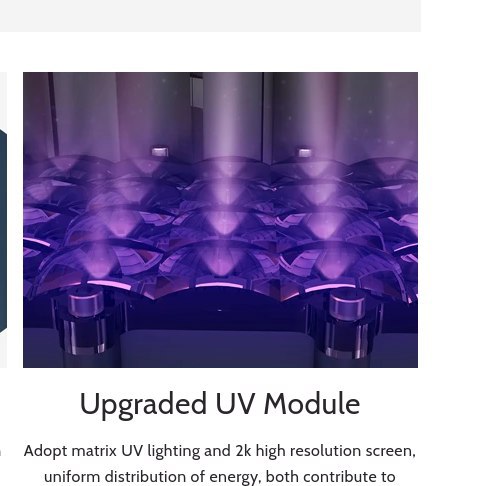 Upgraded UV Module
Adopt matrix UV lighting and 2k high resolution screen,
uniform distribution of energy, both contribute to